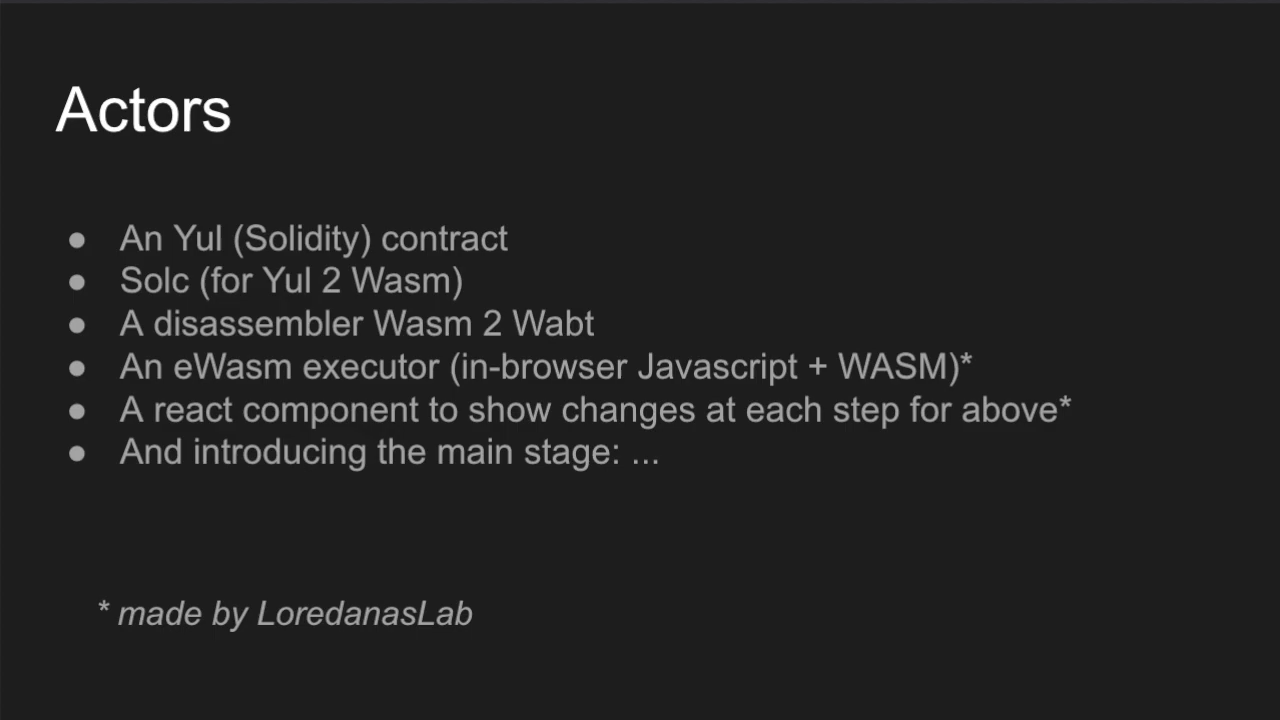 Actors
● An Yul (Solidity) contract
● Solc (for Yul 2 Wasm)
● A disassembler Wasm 2 Wabt
● An eWasm executor (in-browser Javascript + WASM)*
● A react component to show changes at each step for above*
● And introducing the main stage: ...
* made by LoredanasLab